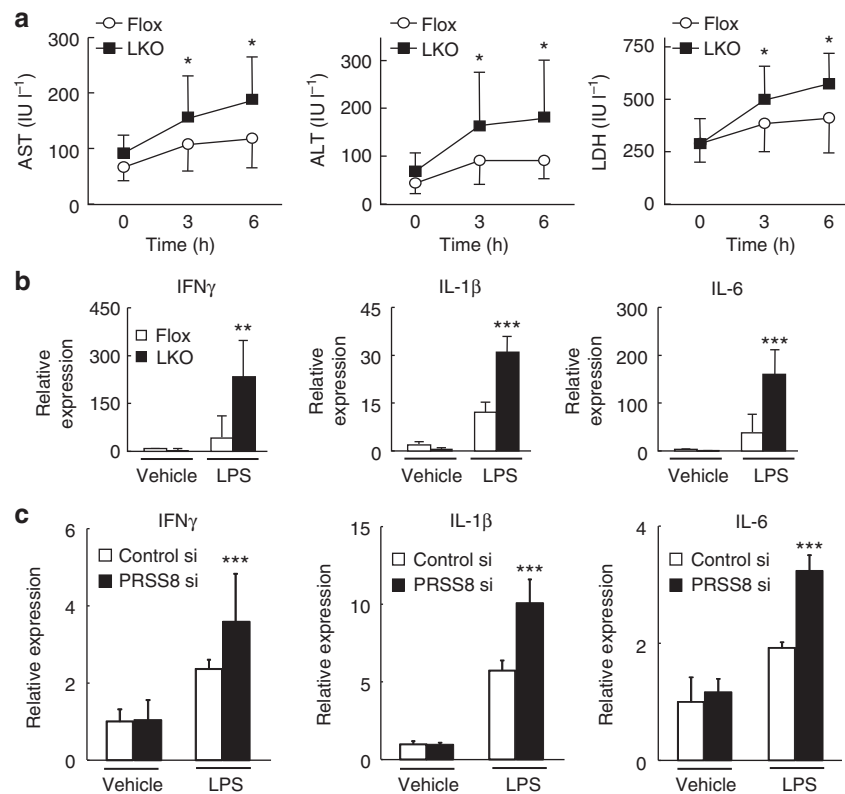 a
Flox
LKO
AST (IU l⁻¹)
300
200
100
0
*
*
0 3 6
Time (h)
Flox
LKO
ALT (IU l⁻¹)
300
200
100
0
*
*
0 3 6
Time (h)
Flox
LKO
LDH (IU l⁻¹)
750
500
250
0
*
*
0 3 6
Time (h)
b
IFNγ
Relative
expression
450
300
150
0
Flox
LKO
**
Vehicle LPS
IL-1β
Relative
expression
45
30
15
0
***
Vehicle LPS
IL-6
Relative
expression
300
200
100
0
***
Vehicle LPS
c
IFNγ
Relative expression
6
4
2
0
Control si
PRSS8 si
***
Vehicle LPS
IL-1β
Relative expression
15
10
5
0
Control si
PRSS8 si
***
Vehicle LPS
IL-6
Relative expression
4
2
0
Control si
PRSS8 si
***
Vehicle LPS